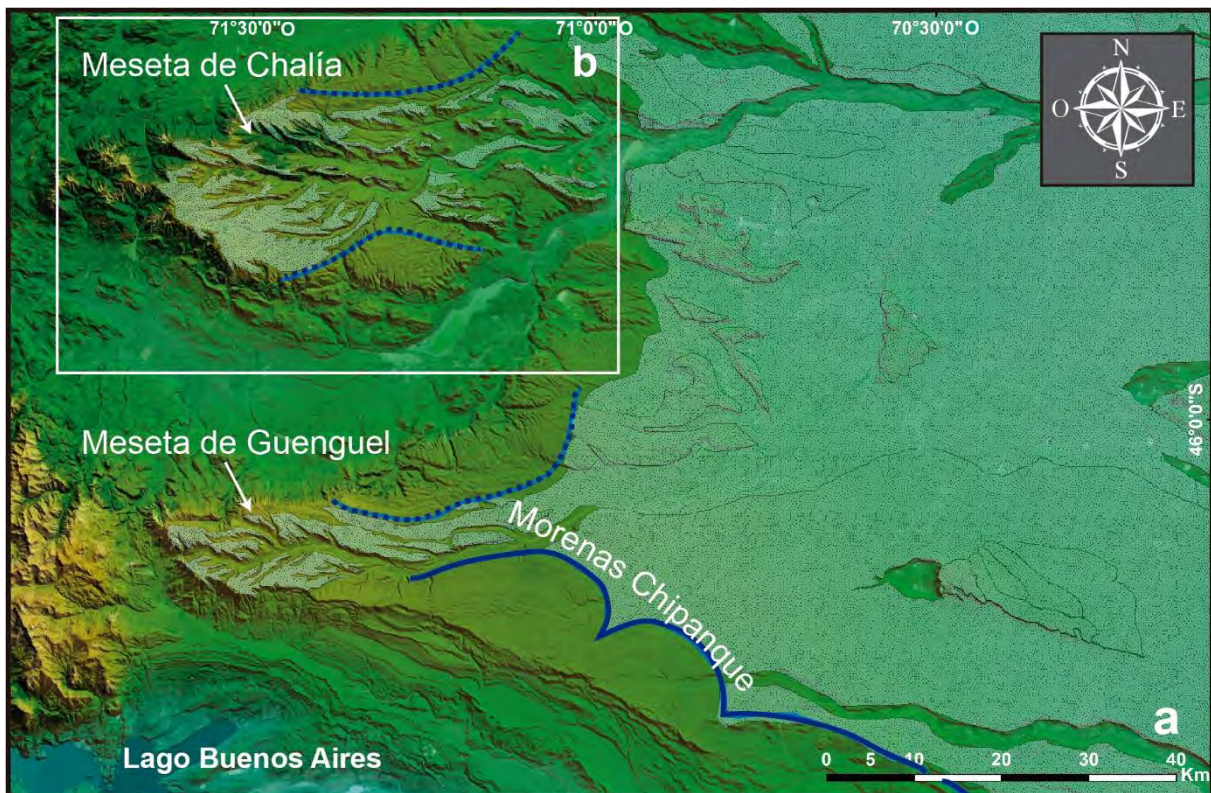 71°30'0"O
71°0'0"O
70°30'0"O
Meseta de Chalía
b
N
O
E
S
46°0'0"S
Meseta de Guenguel
Morenas Chipanque
a
Lago Buenos Aires
0 5 10 20 30 40
Km